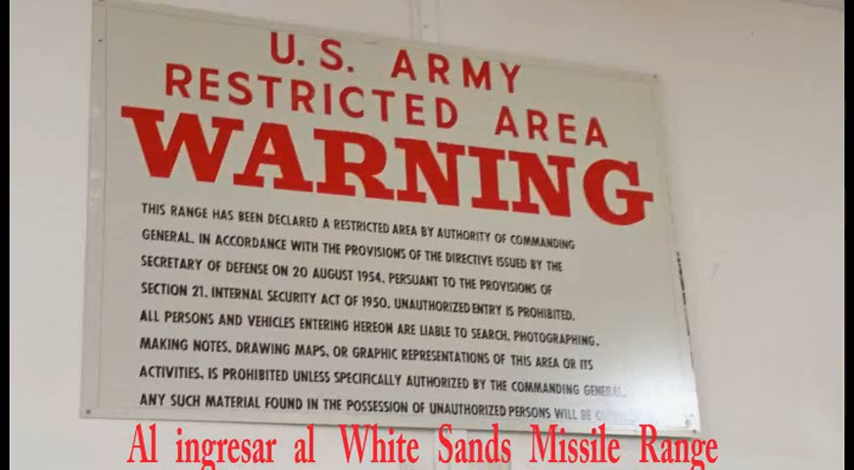 U.S. ARMY
RESTRICTED AREA
WARNING
THIS RANGE HAS BEEN DECLARED A RESTRICTED AREA BY AUTHORITY OF COMMANDING
GENERAL. IN ACCORDANCE WITH THE PROVISIONS OF THE DIRECTIVE ISSUED BY THE
SECRETARY OF DEFENSE ON 20 AUGUST 1954, PERSUANT TO THE PROVISIONS OF
SECTION 21, INTERNAL SECURITY ACT OF 1950, UNAUTHORIZED ENTRY IS PROHIBITED.
ALL PERSONS AND VEHICLES ENTERING HEREON ARE LIABLE TO SEARCH. PHOTOGRAPHING,
MAKING NOTES, DRAWING MAPS, OR GRAPHIC REPRESENTATIONS OF THIS AREA OR ITS
ACTIVITIES, IS PROHIBITED UNLESS SPECIFICALLY AUTHORIZED BY THE COMMANDING GENERAL.
ANY SUCH MATERIAL FOUND IN THE POSSESSION OF UNAUTHORIZED PERSONS WILL BE
Al ingresar al White Sands Missile Range